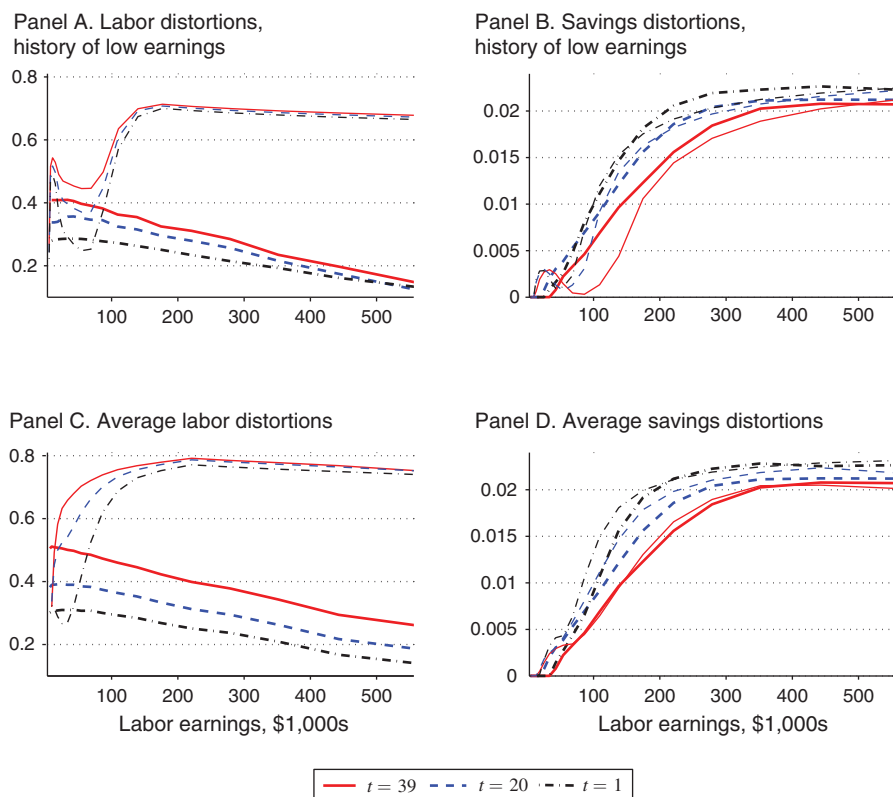 Panel A. Labor distortions,
history of low earnings
0.8
0.6
0.4
0.2
100 200 300 400 500
Panel B. Savings distortions,
history of low earnings
0.02
0.015
0.01
0.005
0
100 200 300 400 500
Panel C. Average labor distortions
0.8
0.6
0.4
0.2
100 200 300 400 500
Labor earnings, $1,000s
Panel D. Average savings distortions
0.02
0.015
0.01
0.005
0
100 200 300 400 500
Labor earnings, $1,000s
t = 39 t = 20 t = 1